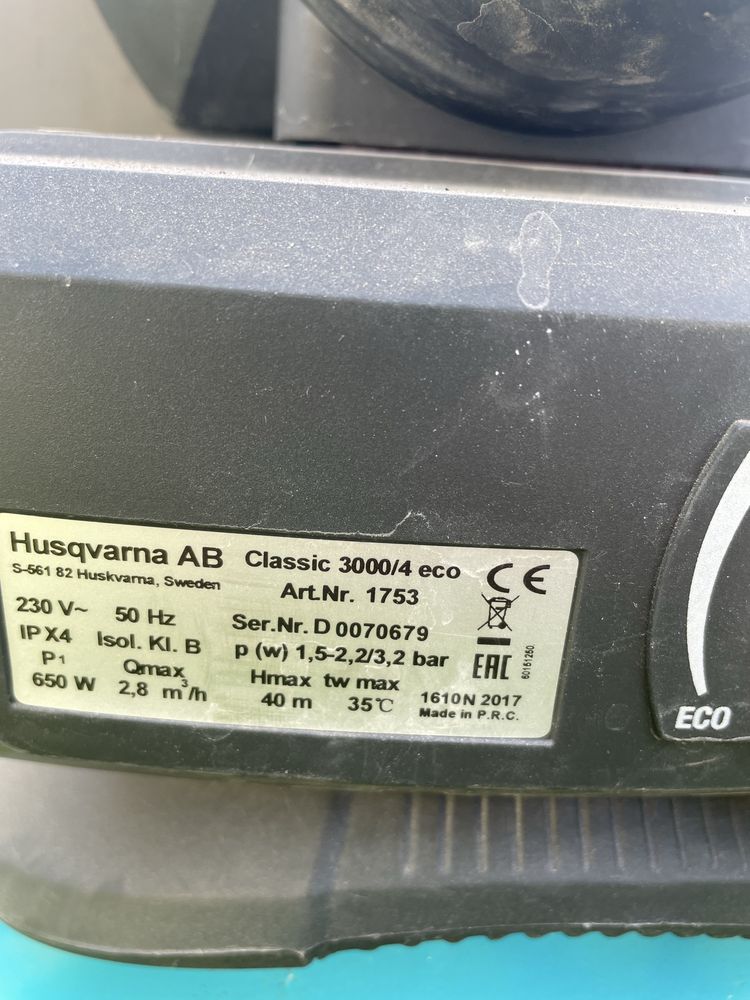 Husqvarna AB
S-561 82 Huskvarna, Sweden
Classic 3000/4 eco
Art.Nr. 1753
CE
230 V~ 50 Hz
Ser.Nr. D 0070679
IP X4 Isol. Kl. B
p (w) 1,5-2,2/3,2 bar
EAC
60151250
P1 Qmax
650 W 2,8 m³/h
Hmax tw max
40 m 35℃
1610N 2017
Made in P.R.C.
ECO